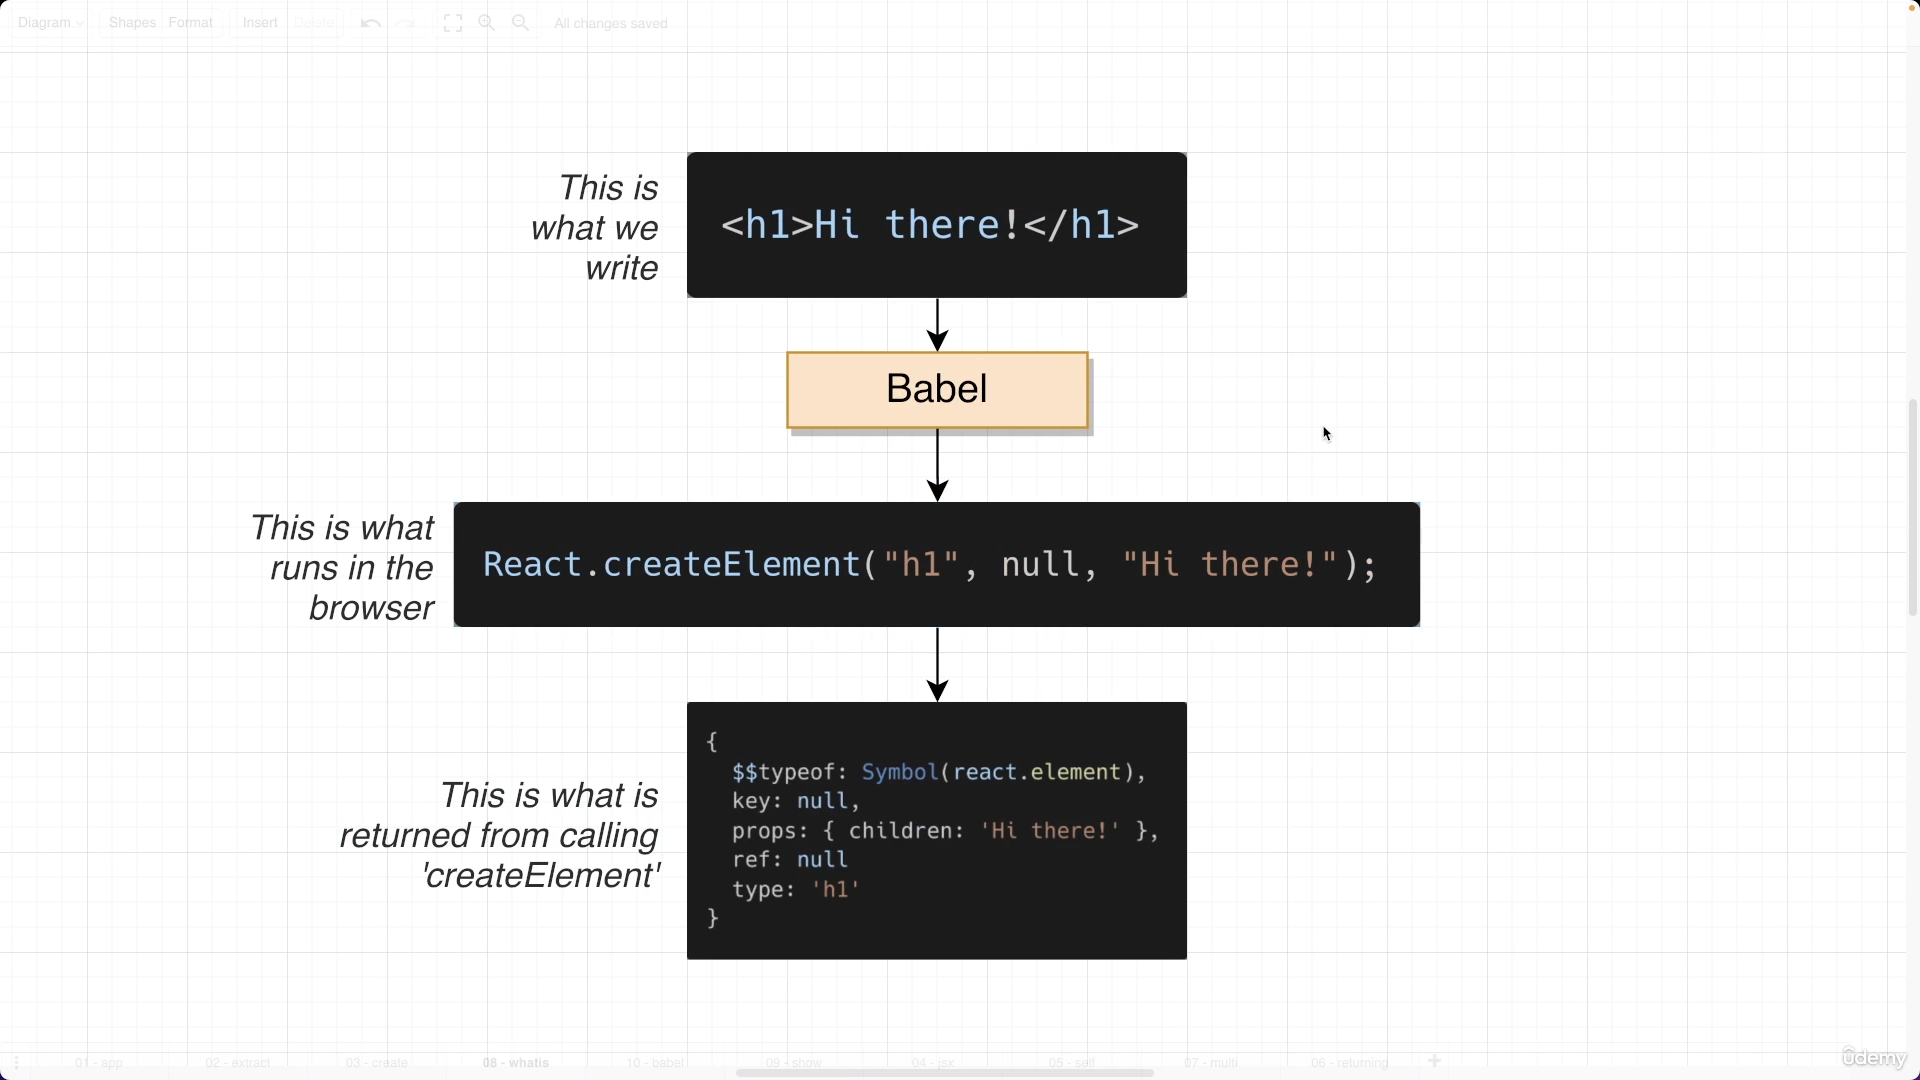 Diagram Shapes Format Insert Delete All changes saved
This is
what we
write
<h1>Hi there!</h1>
Babel
This is what
runs in the
browser
React.createElement("h1", null, "Hi there!");
This is what is
returned from calling
'createElement'
{
$$typeof: Symbol(react.element),
key: null,
props: { children: 'Hi there!' },
ref: null
type: 'h1'
}
01 - app 02 - extract 03 - create 08 - whatis 10 - babel 09 - show 04 - jsx 05 - self 07 - multi 06 - returning
ûdemy